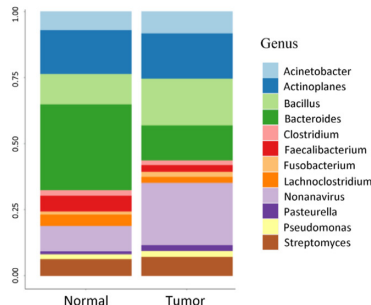 1.00
0.75
0.50
0.25
0.00
Normal
Tumor
Genus
Acinetobacter
Actinoplanes
Bacillus
Bacteroides
Clostridium
Faecalibacterium
Fusobacterium
Lachnoclostridium
Nonanavirus
Pasteurella
Pseudomonas
Streptomyces